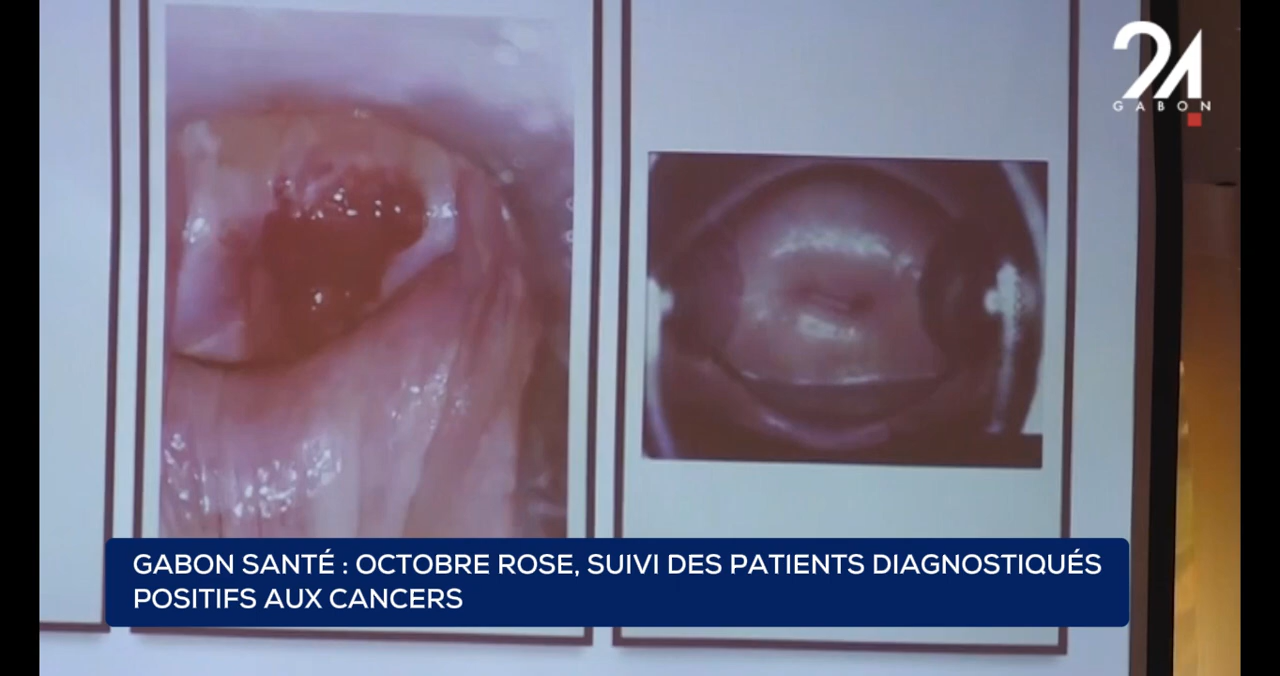 24
GABON
GABON SANTÉ : OCTOBRE ROSE, SUIVI DES PATIENTS DIAGNOSTIQUÉS
POSITIFS AUX CANCERS